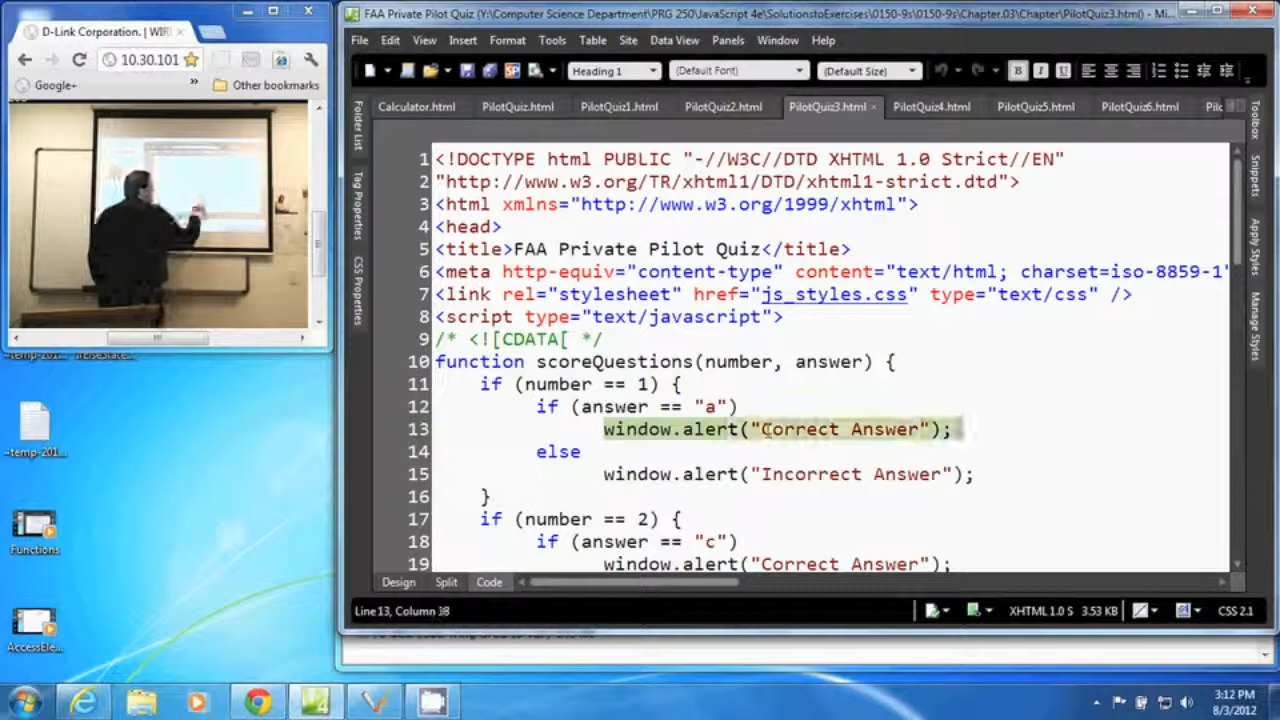 D-Link Corporation. | WIRI
10.30.101
Google+
»
Other bookmarks
~temp-201...
IfElseState...
~temp-201...
Functions
AccessEle...
FAA Private Pilot Quiz (Y:\Computer Science Department\PRG 250\JavaScript 4e\SolutionstoExercises\0150-9s\0150-9s\Chapter.03\Chapter\PilotQuiz3.html) - Mi...
File Edit View Insert Format Tools Table Site Data View Panels Window Help
Heading 1 (Default Font) (Default Size) B I U
Calculator.html PilotQuiz.html PilotQuiz1.html PilotQuiz2.html PilotQuiz3.html × PilotQuiz4.html PilotQuiz5.html PilotQuiz6.html Pilc
Folder List
Tag Properties
CSS Properties
1 <!DOCTYPE html PUBLIC "-//W3C//DTD XHTML 1.0 Strict//EN"
2 "http://www.w3.org/TR/xhtml1/DTD/xhtml1-strict.dtd">
3 <html xmlns="http://www.w3.org/1999/xhtml">
4 <head>
5 <title>FAA Private Pilot Quiz</title>
6 <meta http-equiv="content-type" content="text/html; charset=iso-8859-1"
7 <link rel="stylesheet" href="js_styles.css" type="text/css" />
8 <script type="text/javascript">
9 /* <![CDATA[ */
10 function scoreQuestions(number, answer) {
11 if (number == 1) {
12 if (answer == "a")
13 window.alert("Correct Answer");
14 else
15 window.alert("Incorrect Answer");
16 }
17 if (number == 2) {
18 if (answer == "c")
19 window.alert("Correct Answer");
Toolbox
Snippets
Apply Styles
Manage Styles
Design Split Code
Line 13, Column 38
XHTML 1.0 S 3.53 KB CSS 2.1
3:12 PM
8/3/2012